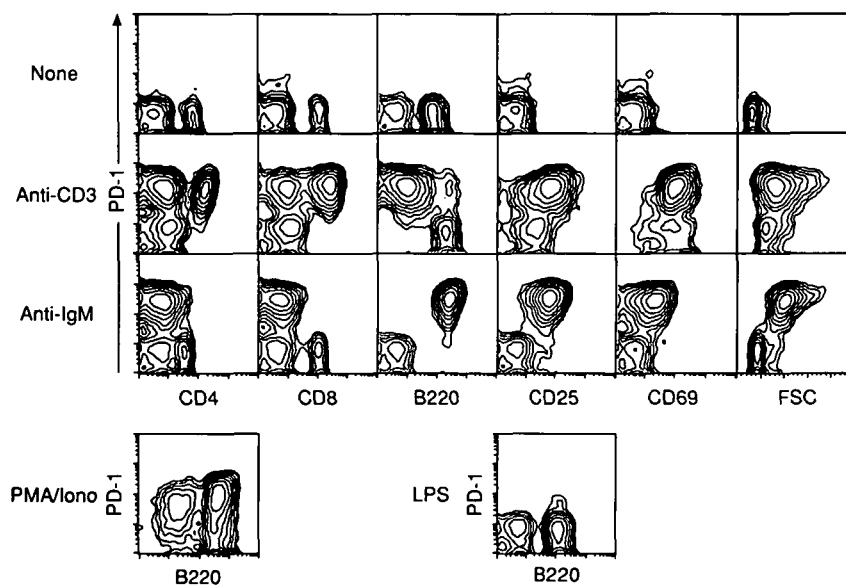 None
Anti-CD3
Anti-IgM
PD-1
CD4 CD8 B220 CD25 CD69 FSC
PMA/Iono PD-1 LPS PD-1
B220 B220